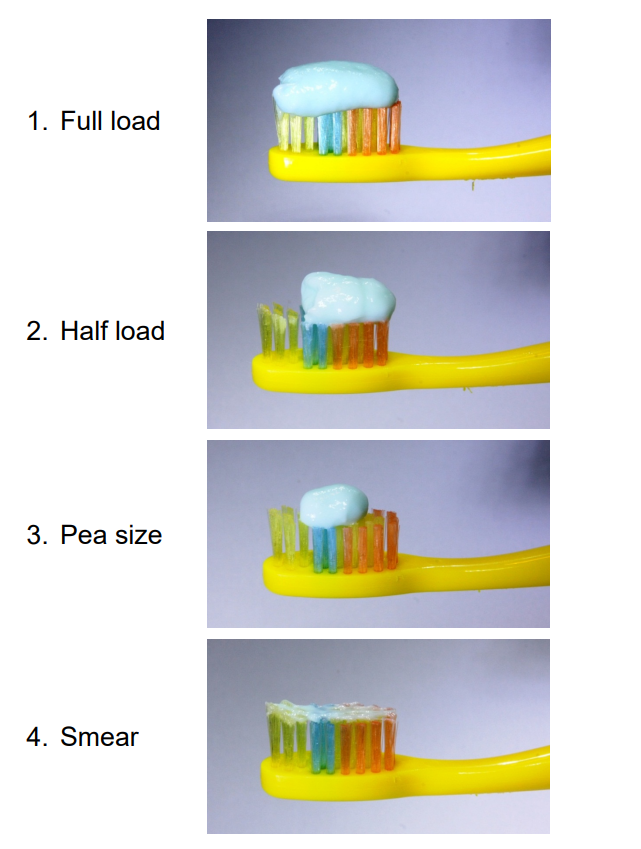 1. Full load
2. Half load
3. Pea size
4. Smear